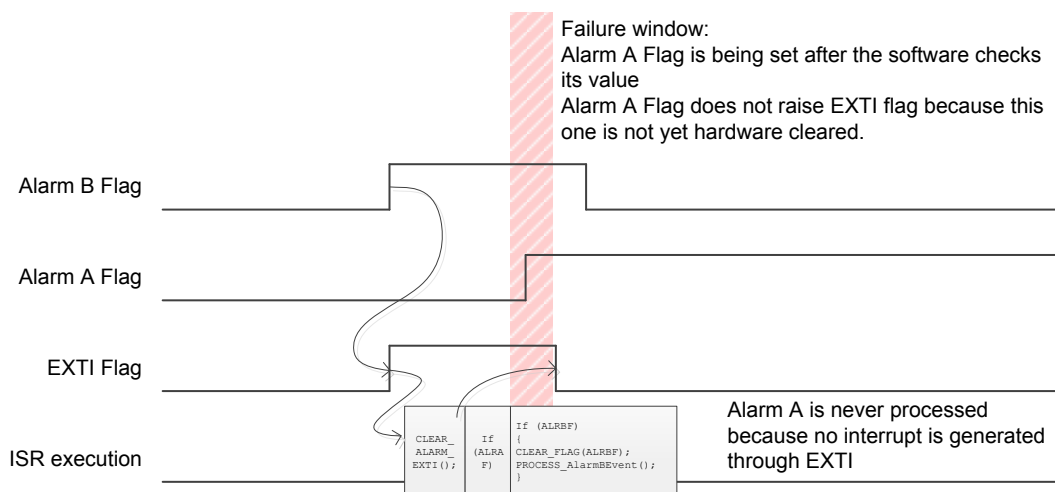 Failure window:
Alarm A Flag is being set after the software checks
its value
Alarm A Flag does not raise EXTI flag because this
one is not yet hardware cleared.
Alarm B Flag
Alarm A Flag
EXTI Flag
ISR execution
CLEAR_
ALARM_
EXTI();
If
(ALRA
F)
If (ALRBF)
{
CLEAR_FLAG(ALRBF);
PROCESS_AlarmBEvent();
}
Alarm A is never processed
because no interrupt is generated
through EXTI